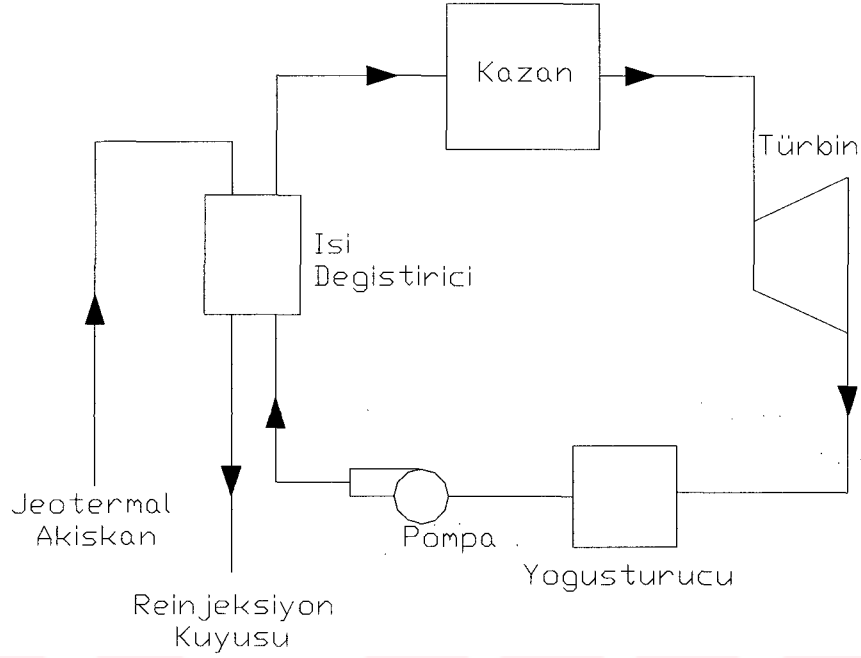 Kazan
Türbin
Isi
Degistirici
Jeotermal
Akiskan
Pompa
Yogusturucu
Reinjeksiyon
Kuyusu